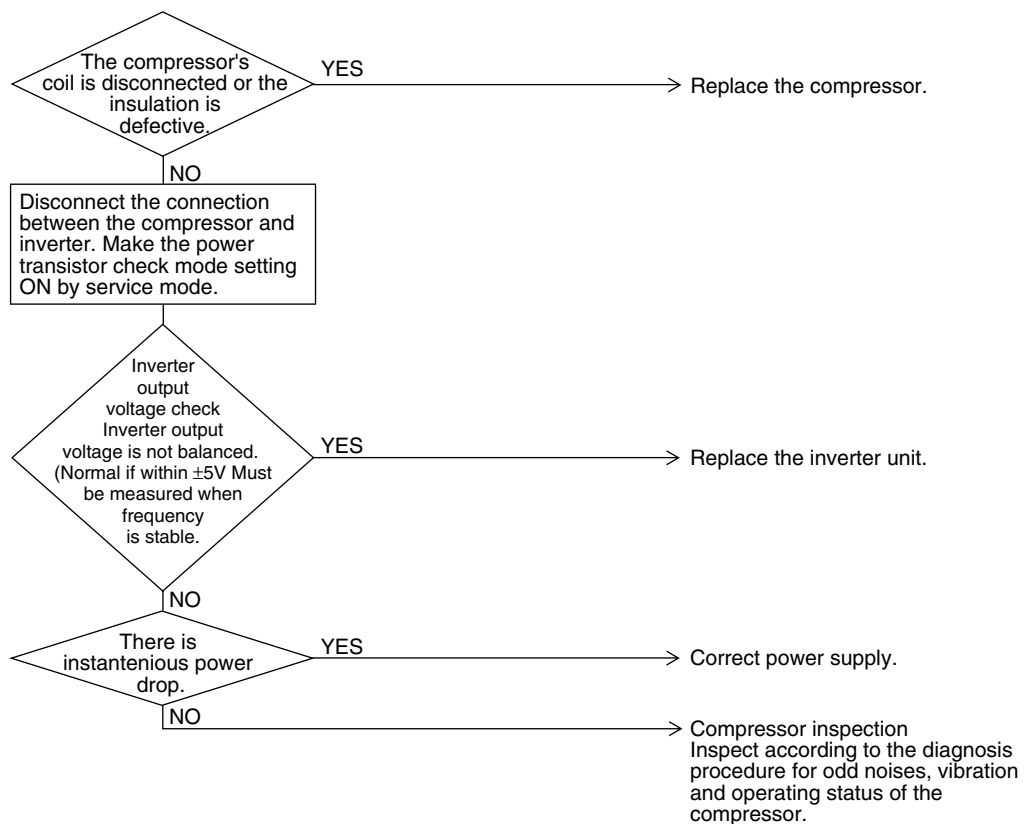 The compressor's
coil is disconnected or the
insulation is
defective.
YES
Replace the compressor.
NO
Disconnect the connection
between the compressor and
inverter. Make the power
transistor check mode setting
ON by service mode.
Inverter
output
voltage check
Inverter output
voltage is not balanced.
(Normal if within ±5V Must
be measured when
frequency
is stable.
YES
Replace the inverter unit.
NO
There is
instantenious power
drop.
YES
Correct power supply.
NO
Compressor inspection
Inspect according to the diagnosis
procedure for odd noises, vibration
and operating status of the
compressor.